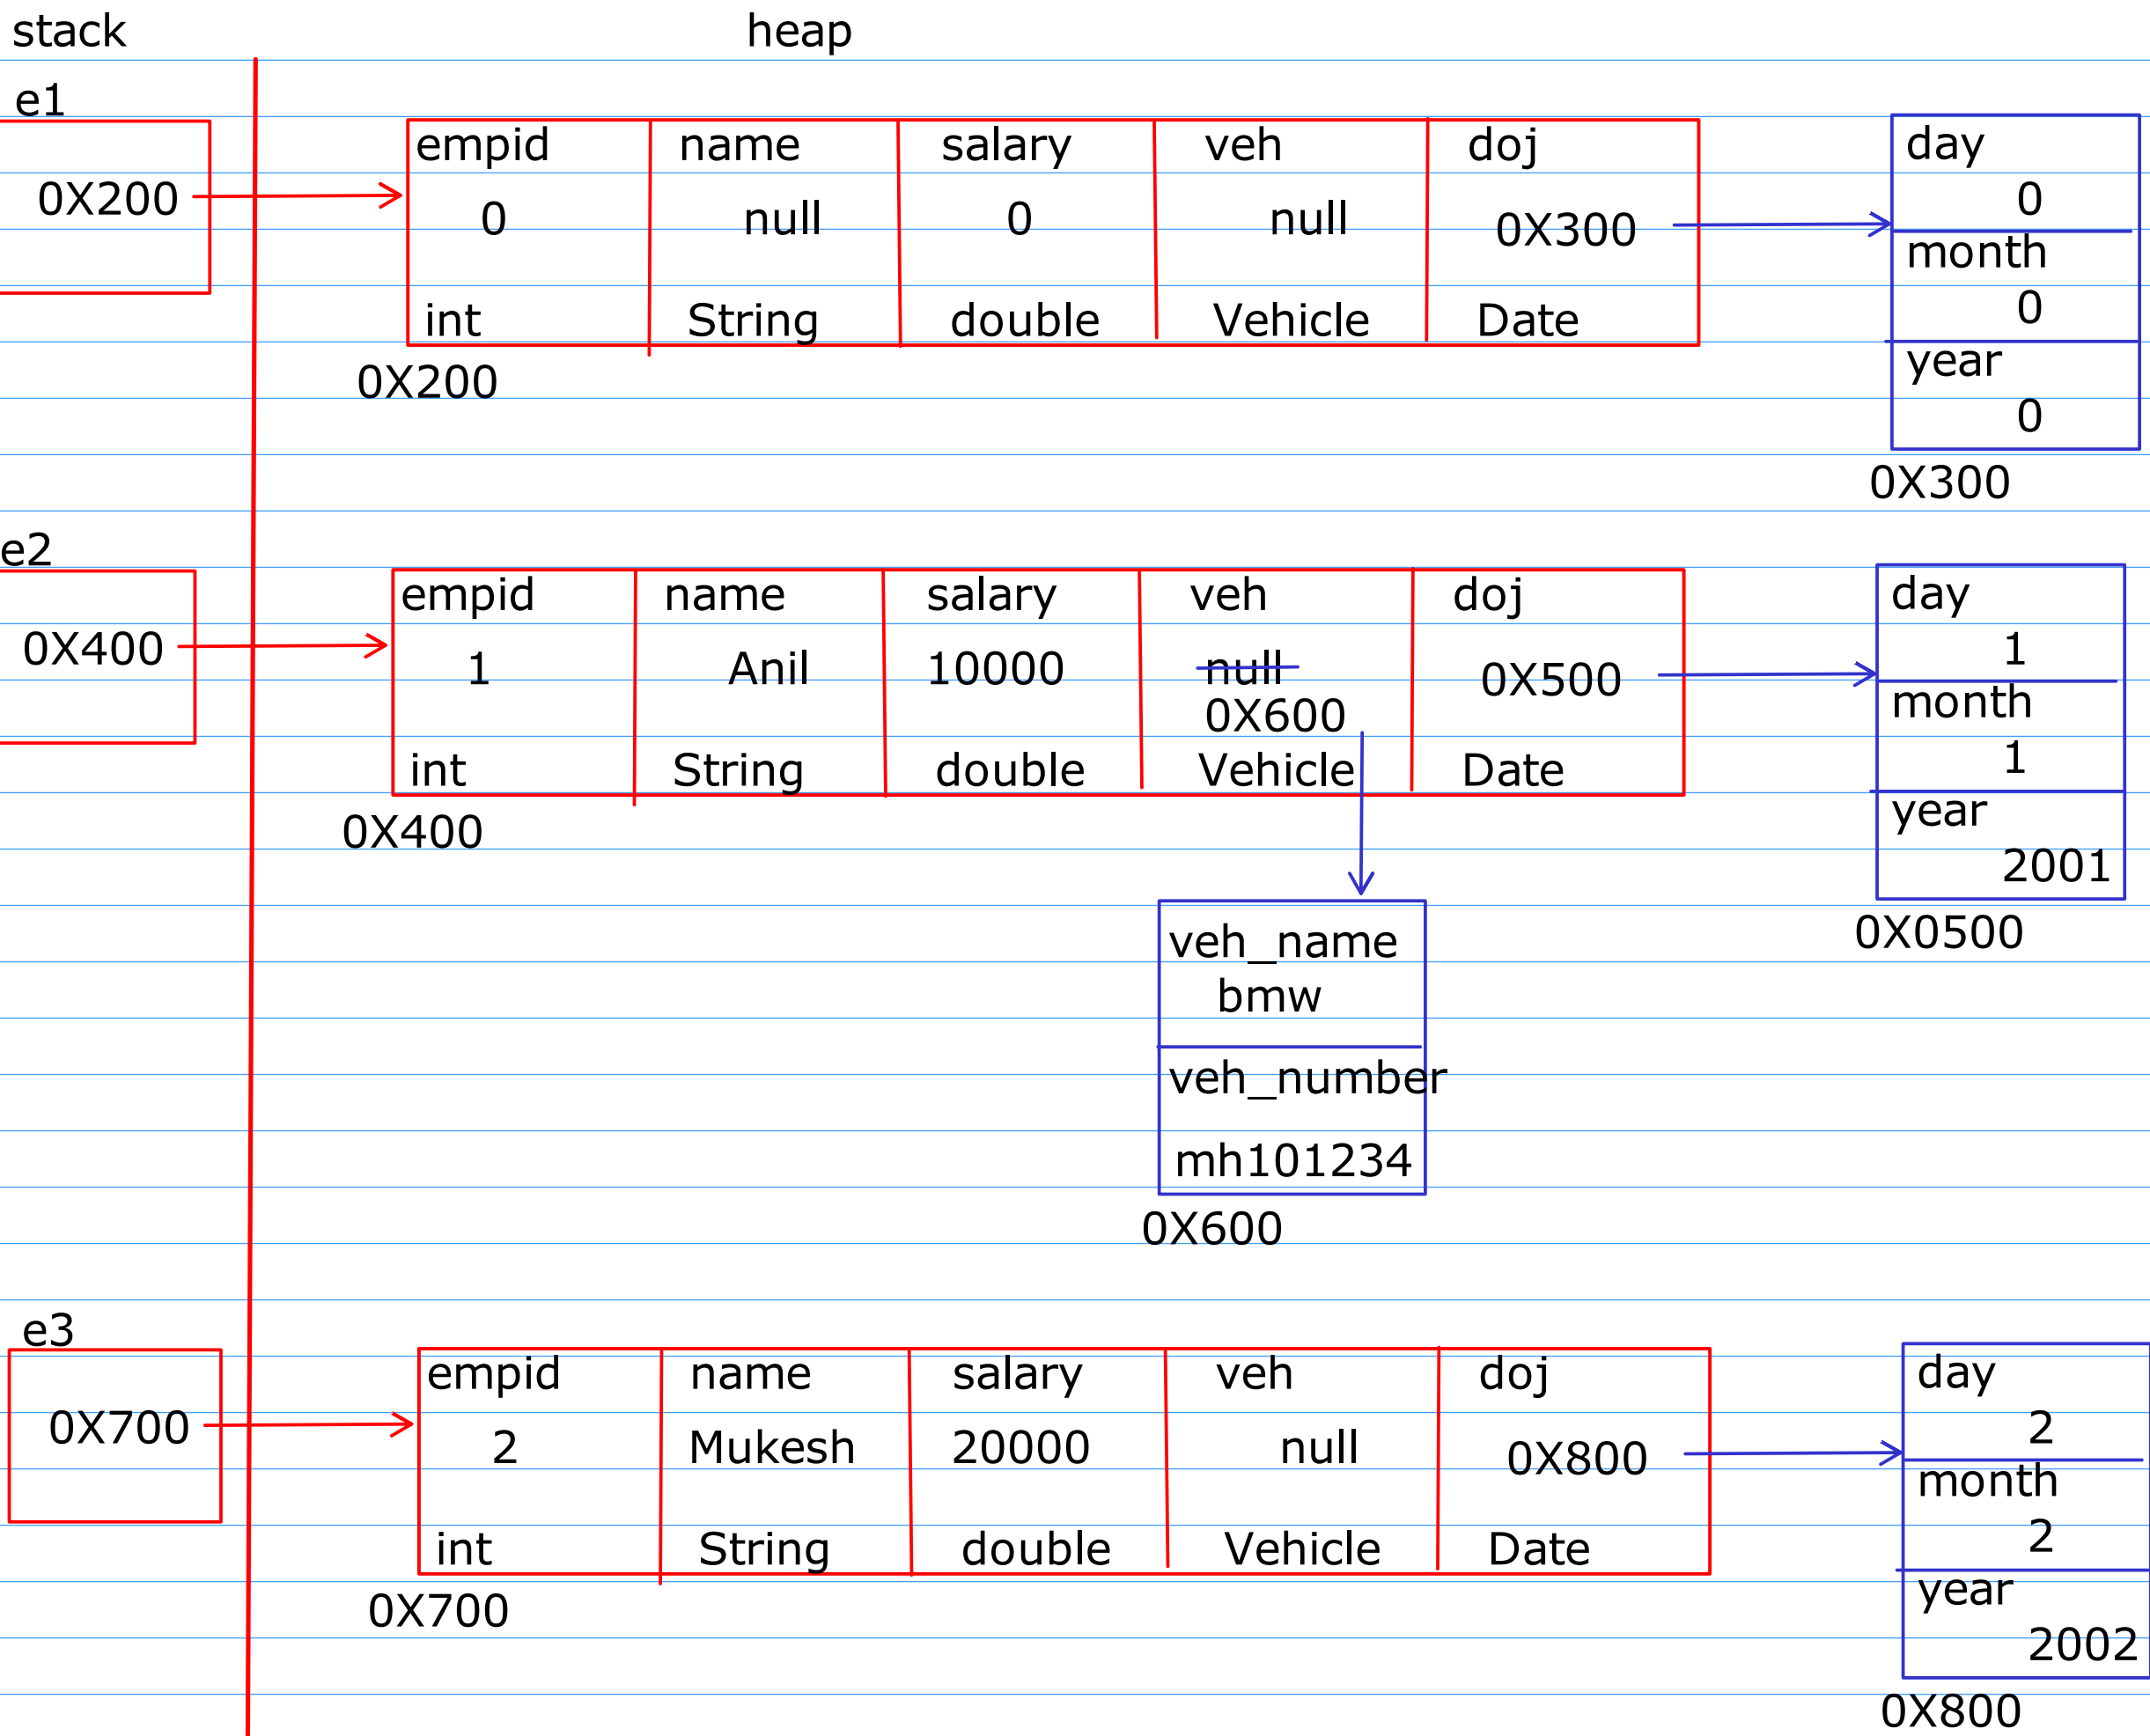 stack heap
e1
empid name salary veh doj
0X200 0 null 0 null 0X300
int String double Vehicle Date
0X200
day
0
month
0
year
0
0X300
e2
empid name salary veh doj
0X400 1 Anil 10000 null 0X500
0X600
int String double Vehicle Date
0X400
day
1
month
1
year
2001
0X0500
veh_name
bmw
veh_number
mh101234
0X600
e3
empid name salary veh doj
0X700 2 Mukesh 20000 null 0X800
int String double Vehicle Date
0X700
day
2
month
2
year
2002
0X800